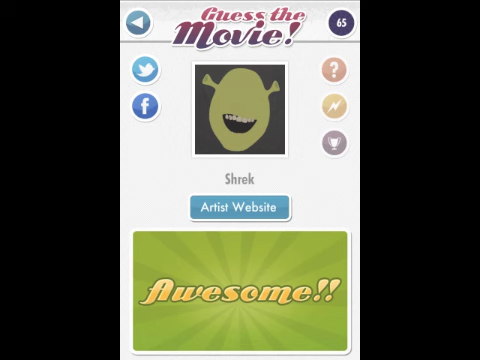 Guess the
Movie!
65
?
Shrek
Artist Website
Awesome!!